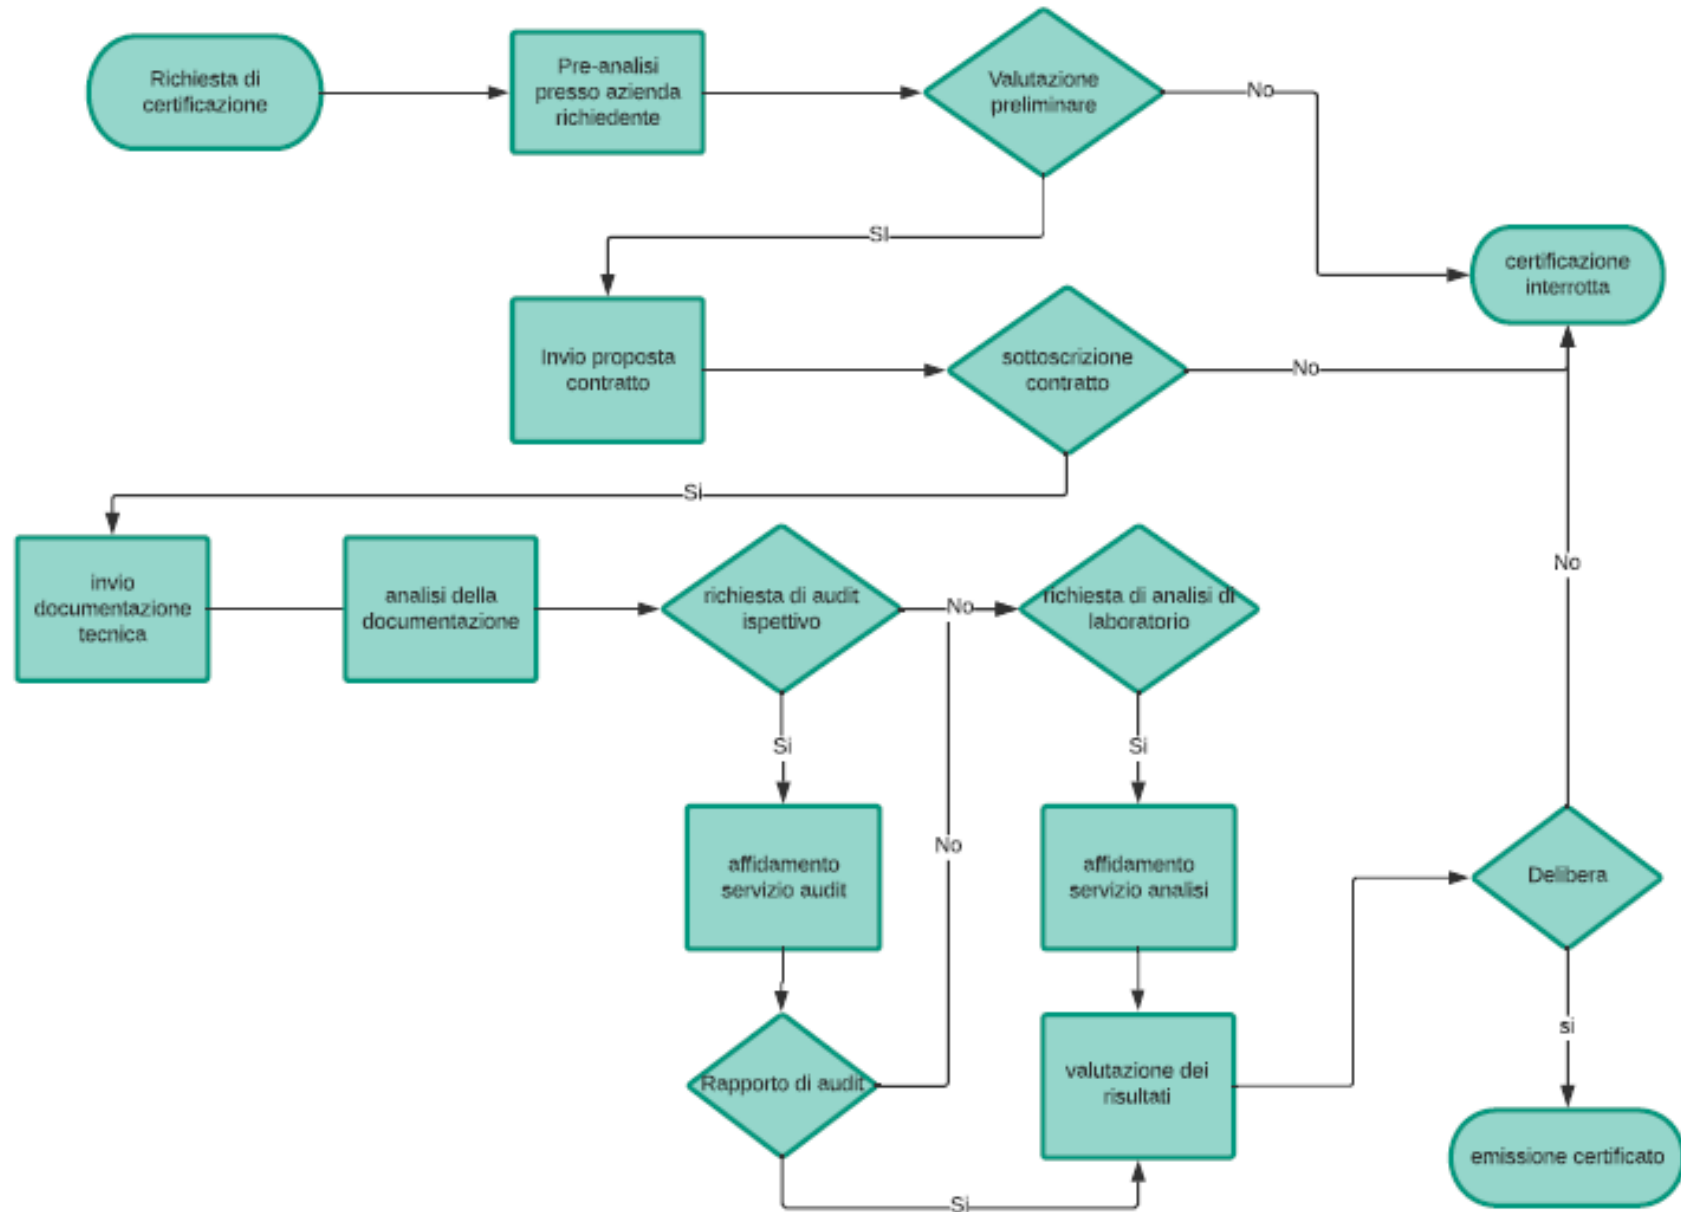 Richiesta di
certificazione
Pre-analisi
presso azienda
richiedente
Valutazione
preliminare
No
SI
certificazione
interrotta
Invio proposta
contratto
sottoscrizione
contratto
No
Si
invio
documentazione
tecnica
analisi della
documentazione
richiesta di audit
ispettivo
No
richiesta di analisi di
laboratorio
No
Si
Si
No
affidamento
servizio audit
affidamento
servizio analisi
Delibera
si
Rapporto di audit
valutazione dei
risultati
emissione certificato
Si